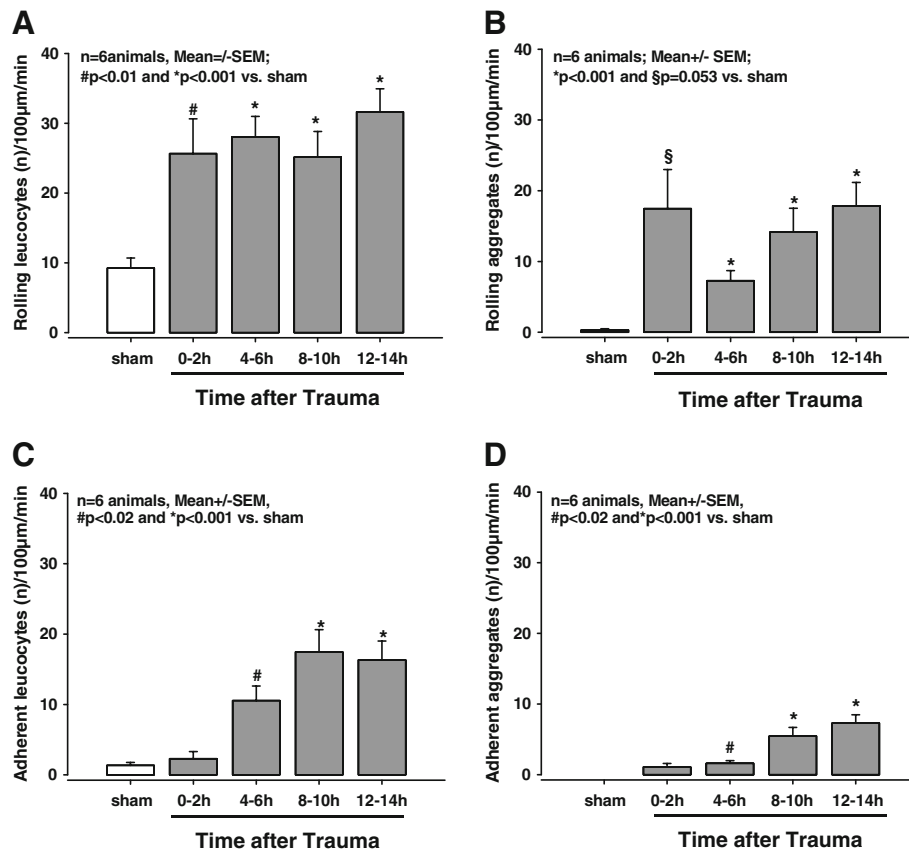 A
n=6animals, Mean=/-SEM;
#p<0.01 and *p<0.001 vs. sham
Rolling leucocytes (n)/100µm/min
40
30
20
10
0
#
*
*
*
sham 0-2h 4-6h 8-10h 12-14h
Time after Trauma
B
n=6 animals; Mean+/- SEM;
*p<0.001 and §p=0.053 vs. sham
Rolling aggregates (n)/100µm/min
40
30
20
10
0
§
*
*
*
sham 0-2h 4-6h 8-10h 12-14h
Time after Trauma
C
n=6 animals, Mean+/-SEM,
#p<0.02 and *p<0.001 vs. sham
Adherent leucocytes (n)/100µm/min
40
30
20
10
0
#
*
*
sham 0-2h 4-6h 8-10h 12-14h
Time after Trauma
D
n=6 animals, Mean+/-SEM,
#p<0.02 and*p<0.001 vs. sham
Adherent aggregates (n)/100µm/min
40
30
20
10
0
#
*
*
sham 0-2h 4-6h 8-10h 12-14h
Time after Trauma